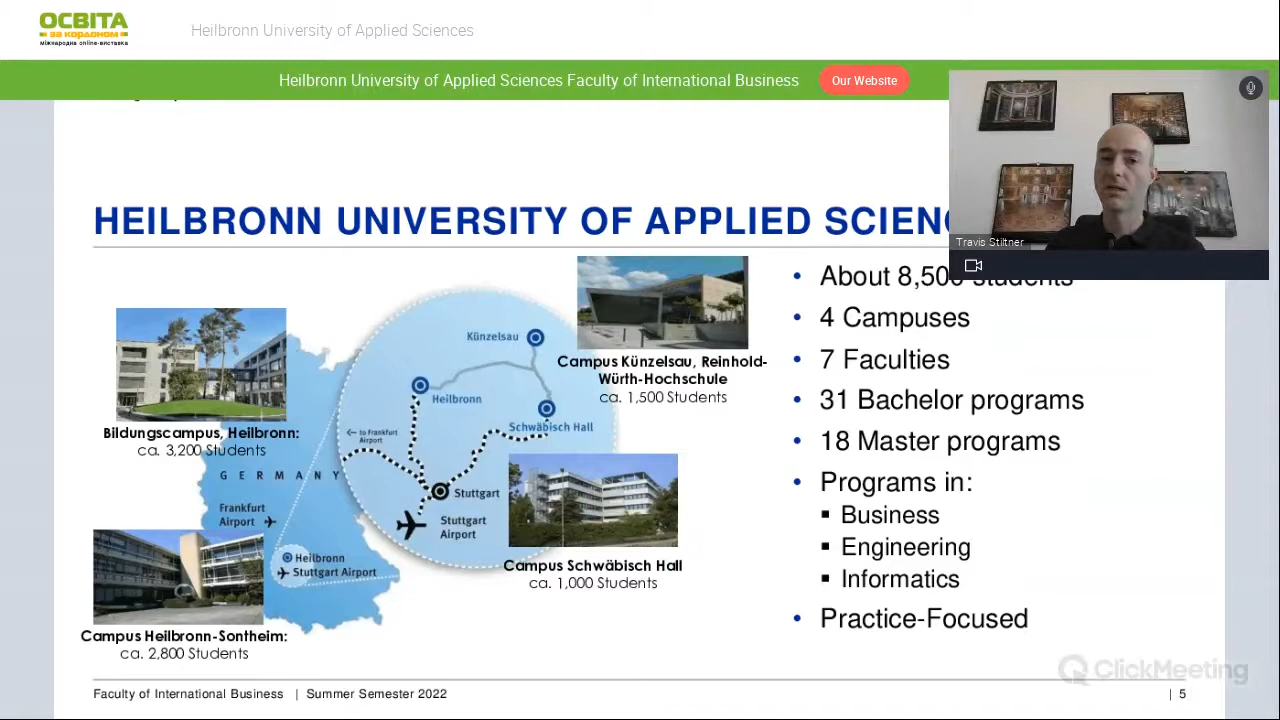 ОСВІТА
за кордоном
міжнародна online-виставка
Heilbronn University of Applied Sciences
Heilbronn University of Applied Sciences Faculty of International Business
Our Website
Travis Stiltner
HEILBRONN UNIVERSITY OF APPLIED SCIENC
About 8,500 students
4 Campuses
7 Faculties
31 Bachelor programs
18 Master programs
Programs in:
Business
Engineering
Informatics
Practice-Focused
Künzelsau
Heilbronn
Schwäbisch Hall
to Frankfurt
Airport
Stuttgart
Stuttgart
Airport
GERMANY
Frankfurt
Airport
Heilbronn
Stuttgart Airport
Campus Künzelsau, Reinhold-
Würth-Hochschule
ca. 1,500 Students
Bildungscampus, Heilbronn:
ca. 3,200 Students
Campus Schwäbisch Hall
ca. 1,000 Students
Campus Heilbronn-Sontheim:
ca. 2,800 Students
ClickMeeting
Faculty of International Business | Summer Semester 2022
| 5